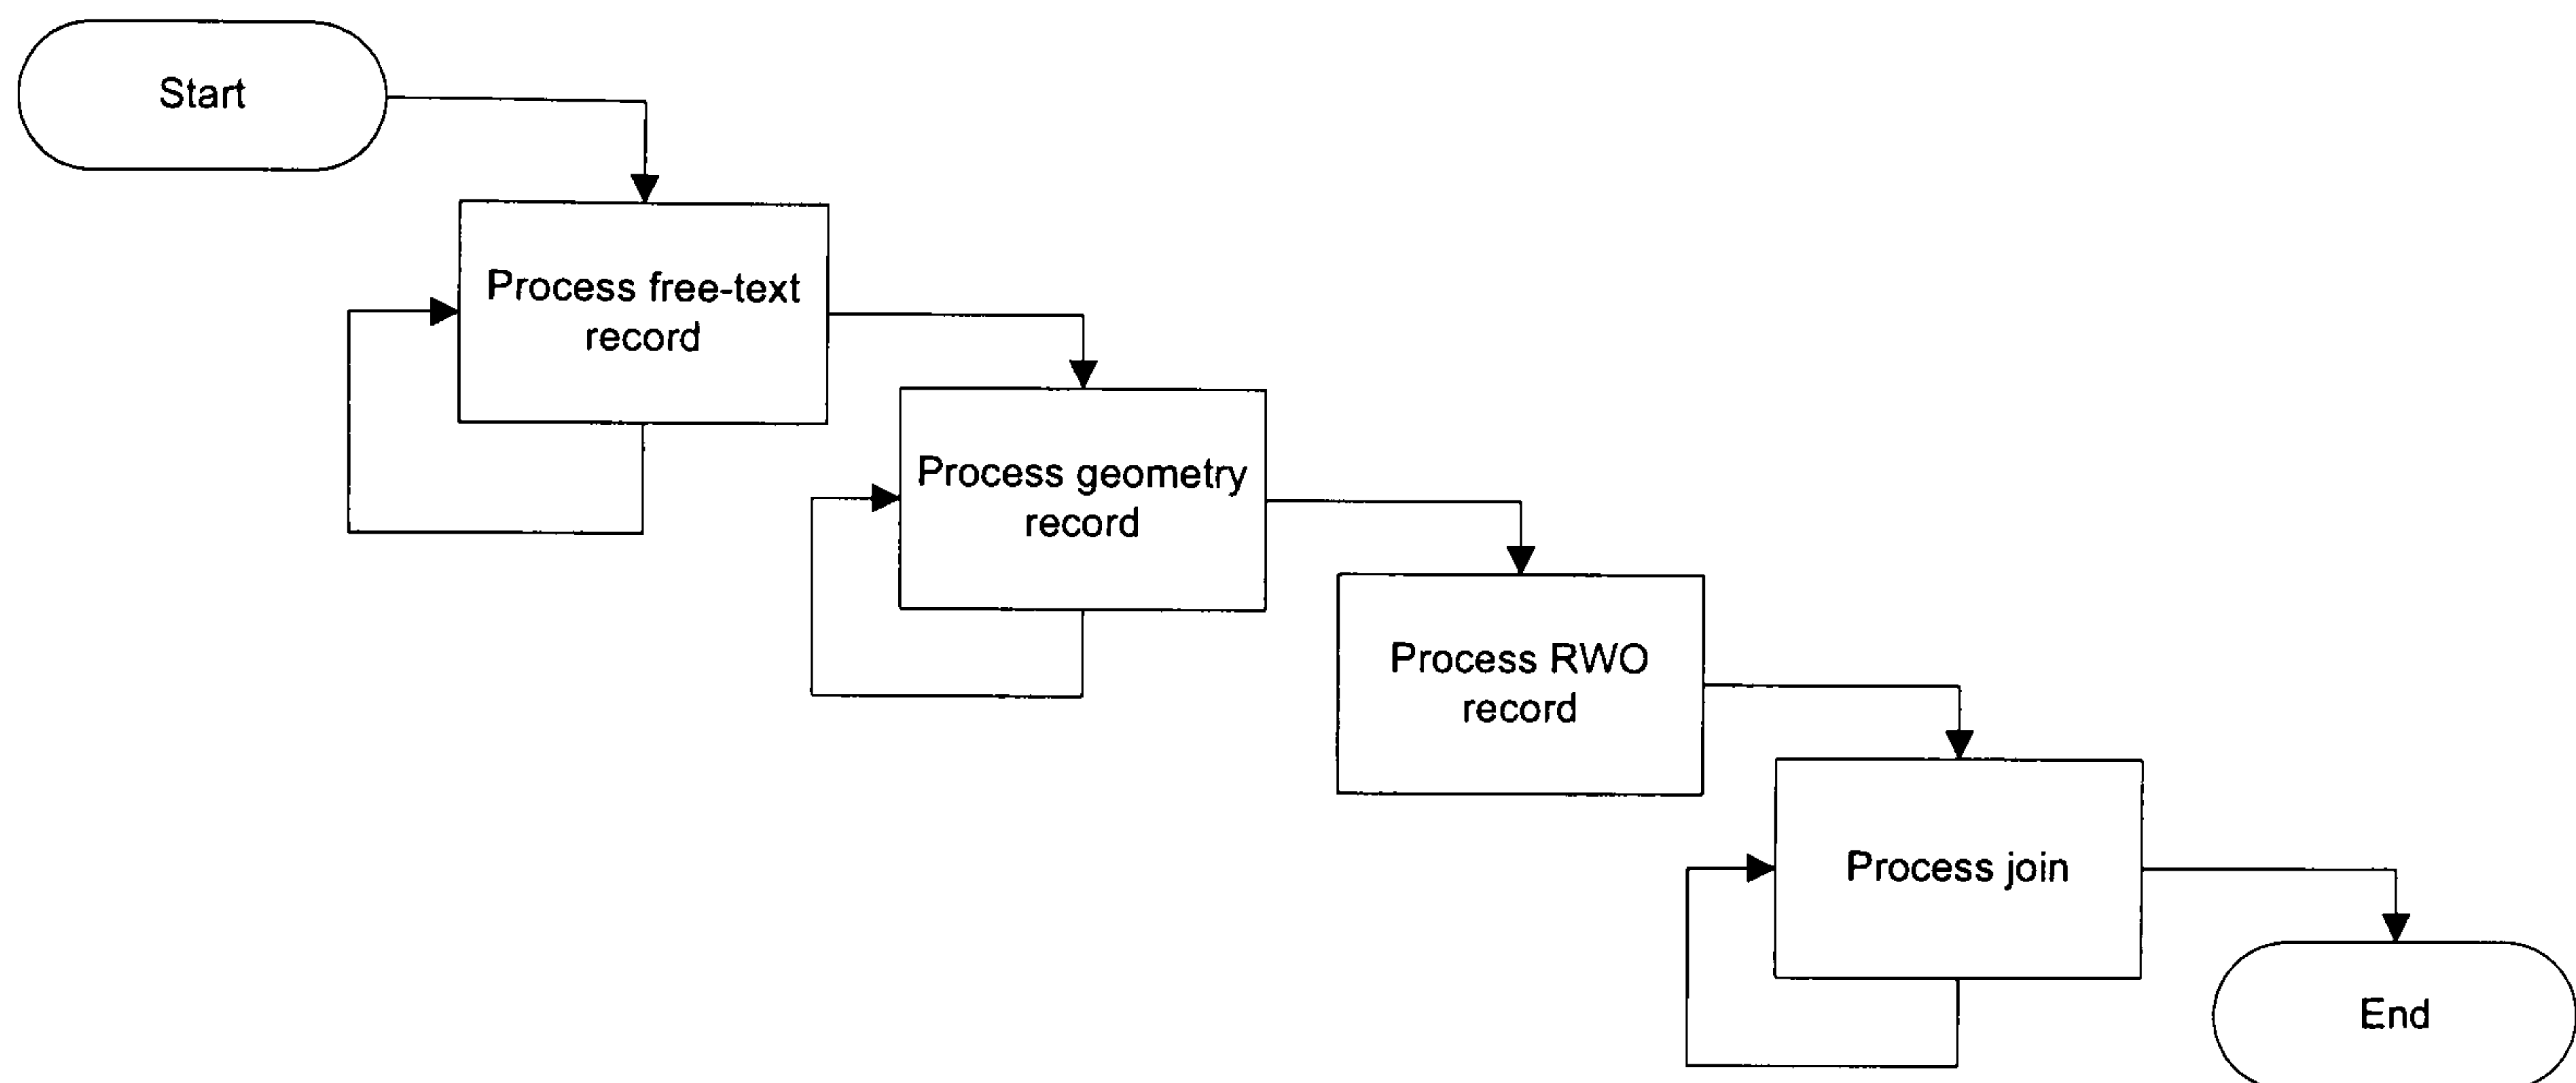 Start
Process free-text
record
Process geometry
record
Process RWO
record
Process join
End